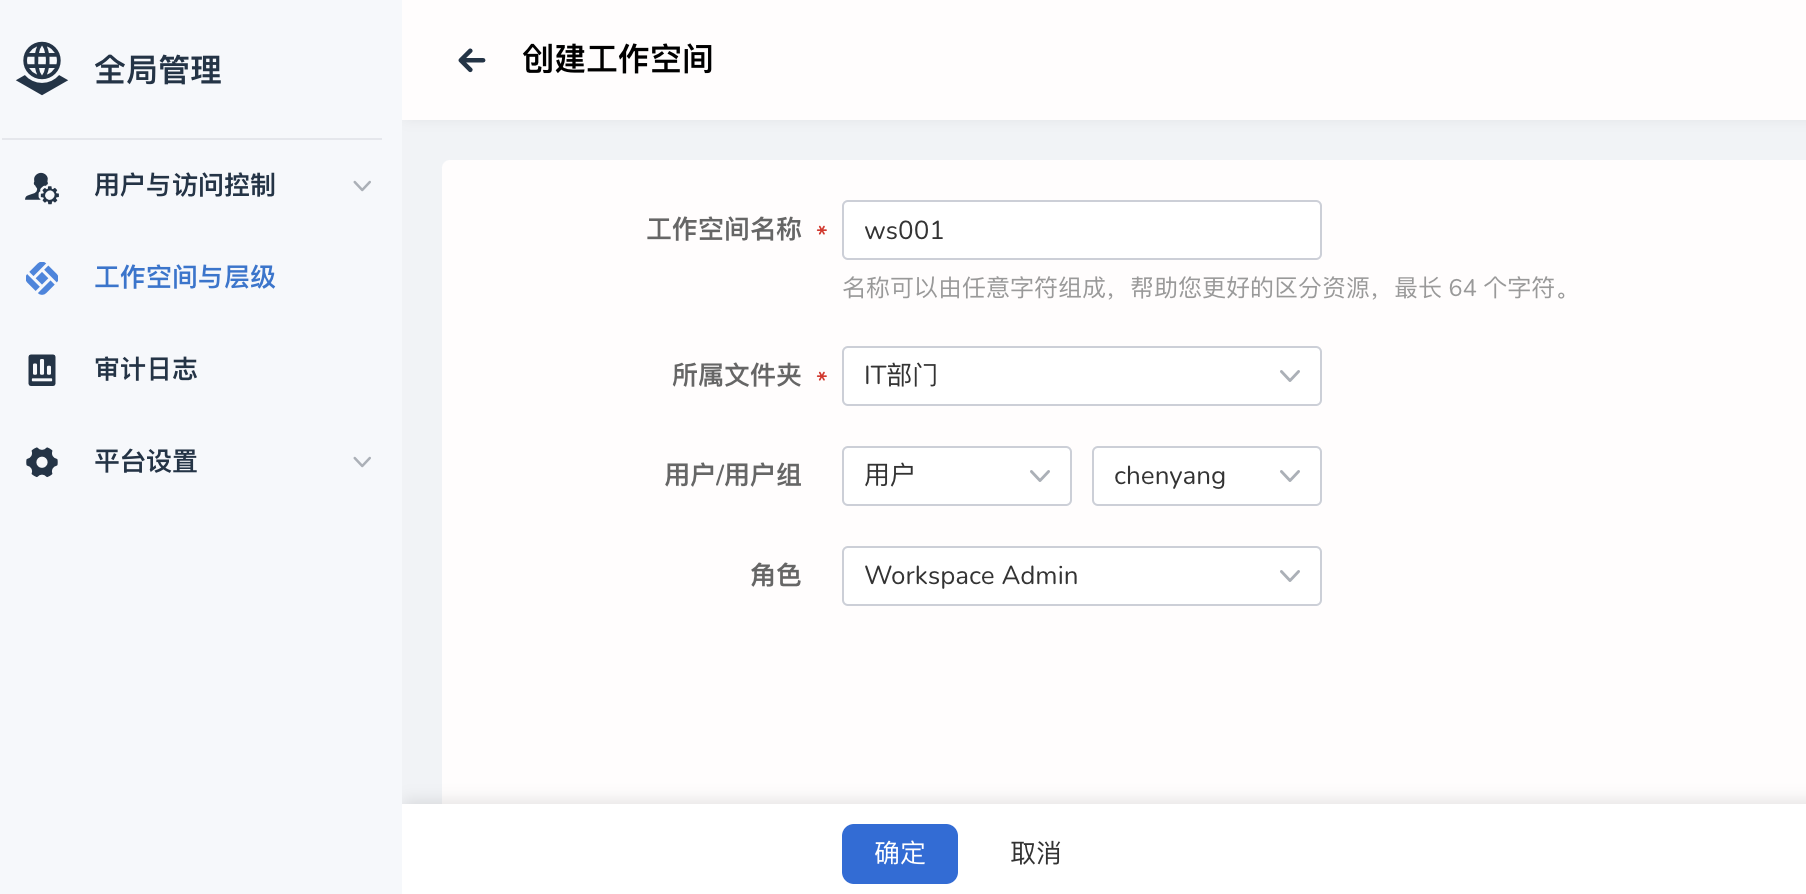 全局管理
用户与访问控制
工作空间与层级
审计日志
平台设置
创建工作空间
工作空间名称 * ws001
名称可以由任意字符组成，帮助您更好的区分资源，最长 64 个字符。
所属文件夹 * IT部门
用户/用户组 用户 chenyang
角色 Workspace Admin
确定 取消